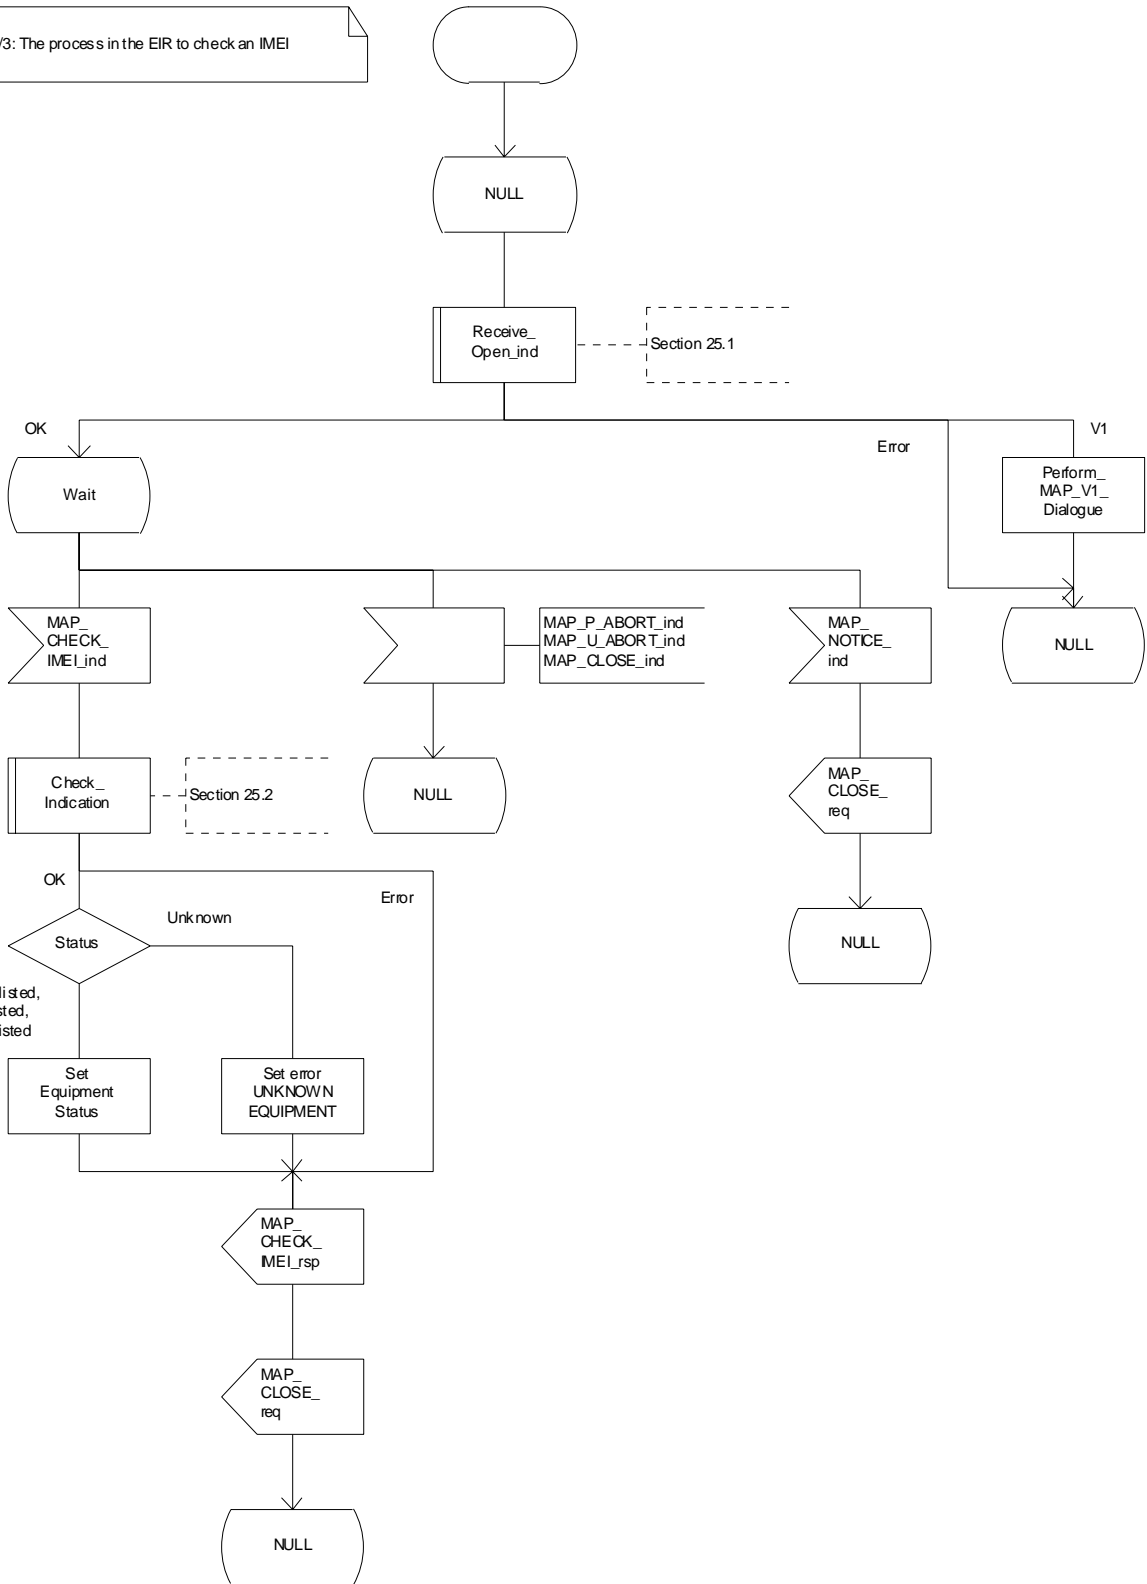 /3: The process in the EIR to check an IMEI
NULL
Receive_
Open_ind
Section 25.1
OK
Error
V1
Wait
Perform_
MAP_V1_
Dialogue
MAP_
CHECK_
IMEI_ind
MAP_P_ABORT_ind
MAP_U_ABORT_ind
MAP_CLOSE_ind
MAP_
NOTICE_
ind
NULL
Check_
Indication
Section 25.2
NULL
MAP_
CLOSE_
req
OK
Error
Unknown
Status
NULL
listed,
sted,
isted
Set
Equipment
Status
Set error
UNKNOWN
EQUIPMENT
MAP_
CHECK_
IMEI_rsp
MAP_
CLOSE_
req
NULL